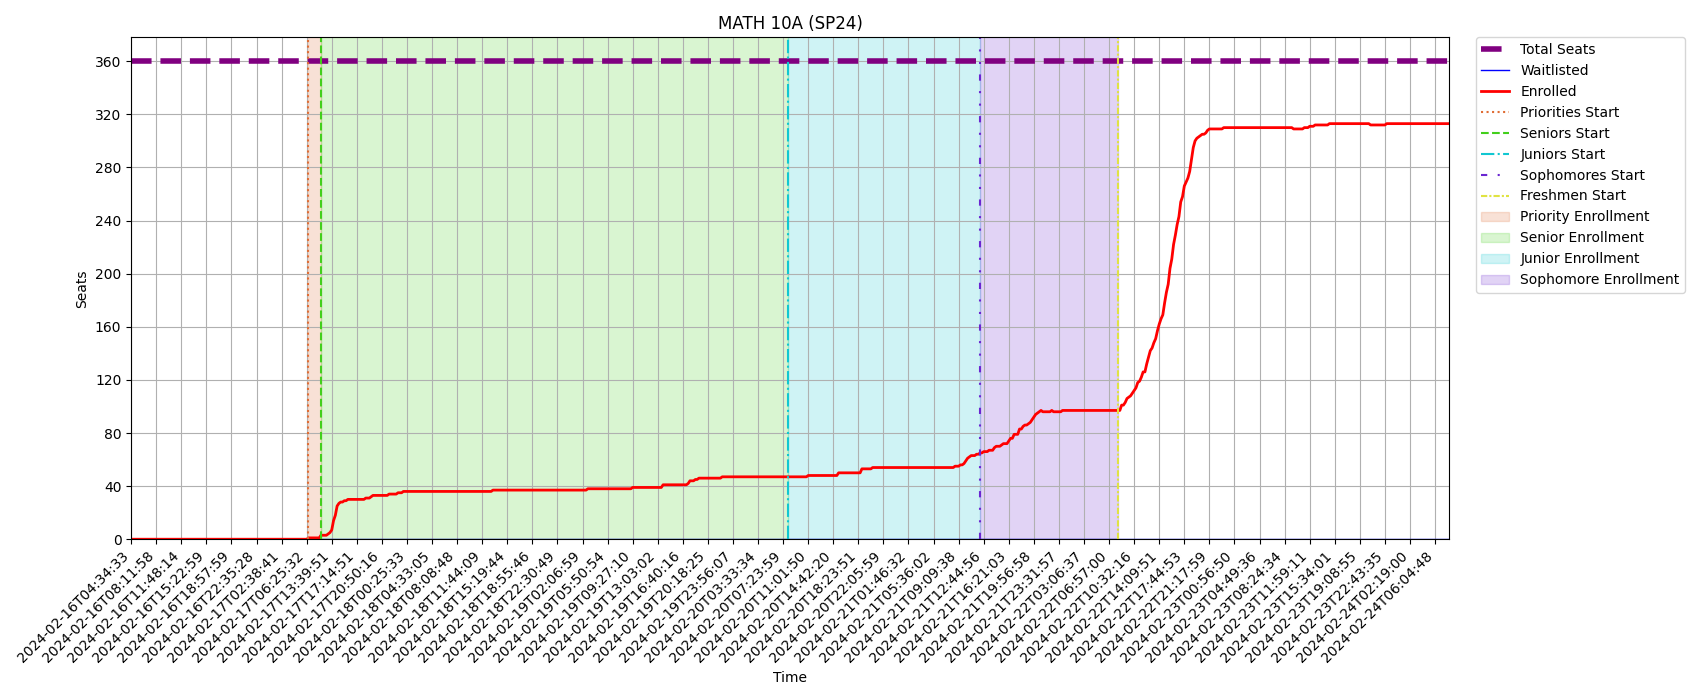 MATH 10A (SP24)
Seats
360
320
280
240
200
160
120
80
40
0
2024-02-16T04:34:33
2024-02-16T08:11:58
2024-02-16T11:48:14
2024-02-16T15:22:59
2024-02-16T18:57:59
2024-02-16T22:35:28
2024-02-17T02:38:41
2024-02-17T06:25:32
2024-02-17T13:39:51
2024-02-17T17:14:51
2024-02-17T20:50:16
2024-02-18T00:25:33
2024-02-18T04:33:05
2024-02-18T08:08:48
2024-02-18T11:44:09
2024-02-18T15:19:44
2024-02-18T18:55:46
2024-02-18T22:30:49
2024-02-19T02:06:59
2024-02-19T05:50:54
2024-02-19T09:27:10
2024-02-19T13:03:02
2024-02-19T16:40:16
2024-02-19T20:18:25
2024-02-19T23:56:07
2024-02-20T03:33:34
2024-02-20T07:23:59
2024-02-20T11:01:50
2024-02-20T14:42:20
2024-02-20T18:23:51
2024-02-20T22:05:59
2024-02-21T01:46:32
2024-02-21T05:36:02
2024-02-21T09:09:38
2024-02-21T12:44:56
2024-02-21T16:21:03
2024-02-21T19:56:58
2024-02-21T23:31:57
2024-02-22T03:06:37
2024-02-22T06:57:00
2024-02-22T10:32:16
2024-02-22T14:09:51
2024-02-22T17:44:53
2024-02-22T21:17:59
2024-02-23T00:56:50
2024-02-23T04:49:36
2024-02-23T08:24:34
2024-02-23T11:59:11
2024-02-23T15:34:01
2024-02-23T19:08:55
2024-02-23T22:43:35
2024-02-24T02:19:00
2024-02-24T06:04:48
Time
Total Seats
Waitlisted
Enrolled
Priorities Start
Seniors Start
Juniors Start
Sophomores Start
Freshmen Start
Priority Enrollment
Senior Enrollment
Junior Enrollment
Sophomore Enrollment